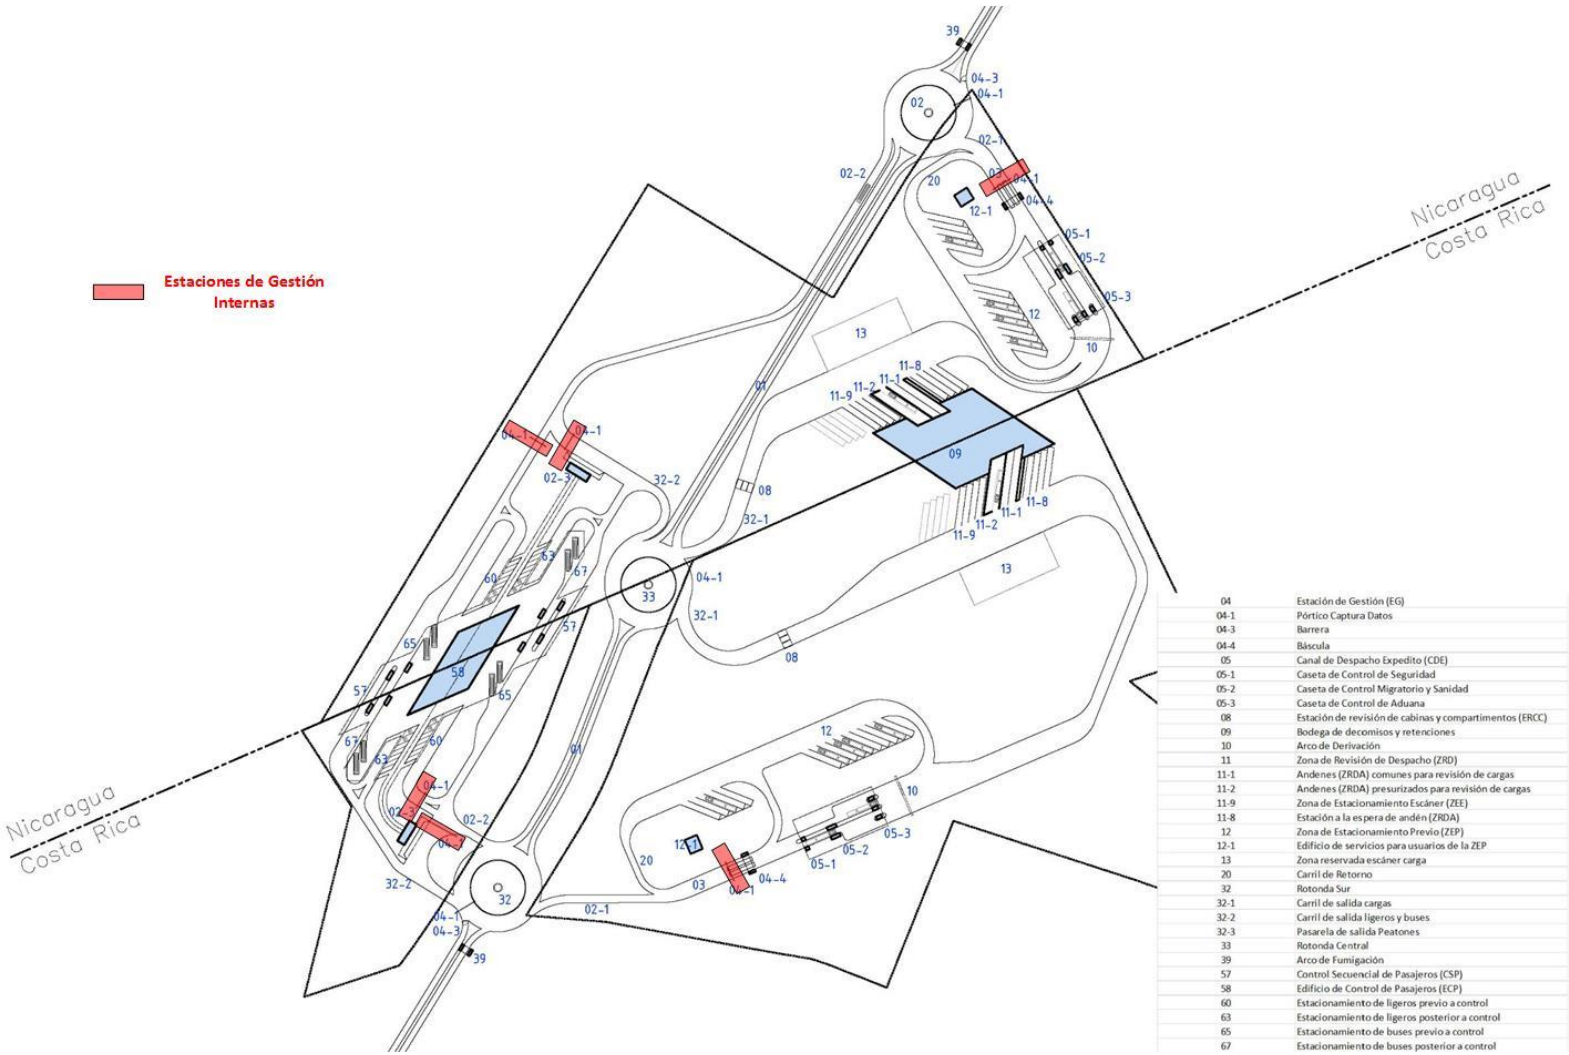 39
04-3
04-1
02
02-1
02-2
03
04-1
04-4
20
12-1
05-1
05-2
05-3
12
10
Nicaragua
Costa Rica
Estaciones de Gestión
Internas
13
01
11-8
11-1
11-2
11-9
09
04-1
04-1
02-3
32-2
08
32-1
11-8
11-1
11-2
11-9
13
63
67
60
33
04-1
32-1
57
65
58
08
57
65
67
60
63
01
12
10
04-1
02-3
02-2
04-1
32-2
32
04-1
04-3
39
02-1
20
12-1
03
04-1
04-4
05-1
05-2
05-3
Nicaragua
Costa Rica
04 Estación de Gestión (EG)
04-1 Pórtico Captura Datos
04-3 Barrera
04-4 Báscula
05 Canal de Despacho Expedito (CDE)
05-1 Caseta de Control de Seguridad
05-2 Caseta de Control Migratorio y Sanidad
05-3 Caseta de Control de Aduana
08 Estación de revisión de cabinas y compartimentos (ERCC)
09 Bodega de decomisos y retenciones
10 Arco de Derivación
11 Zona de Revisión de Despacho (ZRD)
11-1 Andenes (ZRDA) comunes para revisión de cargas
11-2 Andenes (ZRDA) presurizados para revisión de cargas
11-9 Zona de Estacionamiento Escáner (ZEE)
11-8 Estación a la espera de andén (ZRDA)
12 Zona de Estacionamiento Previo (ZEP)
12-1 Edificio de servicios para usuarios de la ZEP
13 Zona reservada escáner carga
20 Carril de Retorno
32 Rotonda Sur
32-1 Carril de salida cargas
32-2 Carril de salida ligeros y buses
32-3 Pasarela de salida Peatones
33 Rotonda Central
39 Arco de Fumigación
57 Control Secuencial de Pasajeros (CSP)
58 Edificio de Control de Pasajeros (ECP)
60 Estacionamiento de ligeros previo a control
63 Estacionamiento de ligeros posterior a control
65 Estacionamiento de buses previo a control
67 Estacionamiento de buses posterior a control